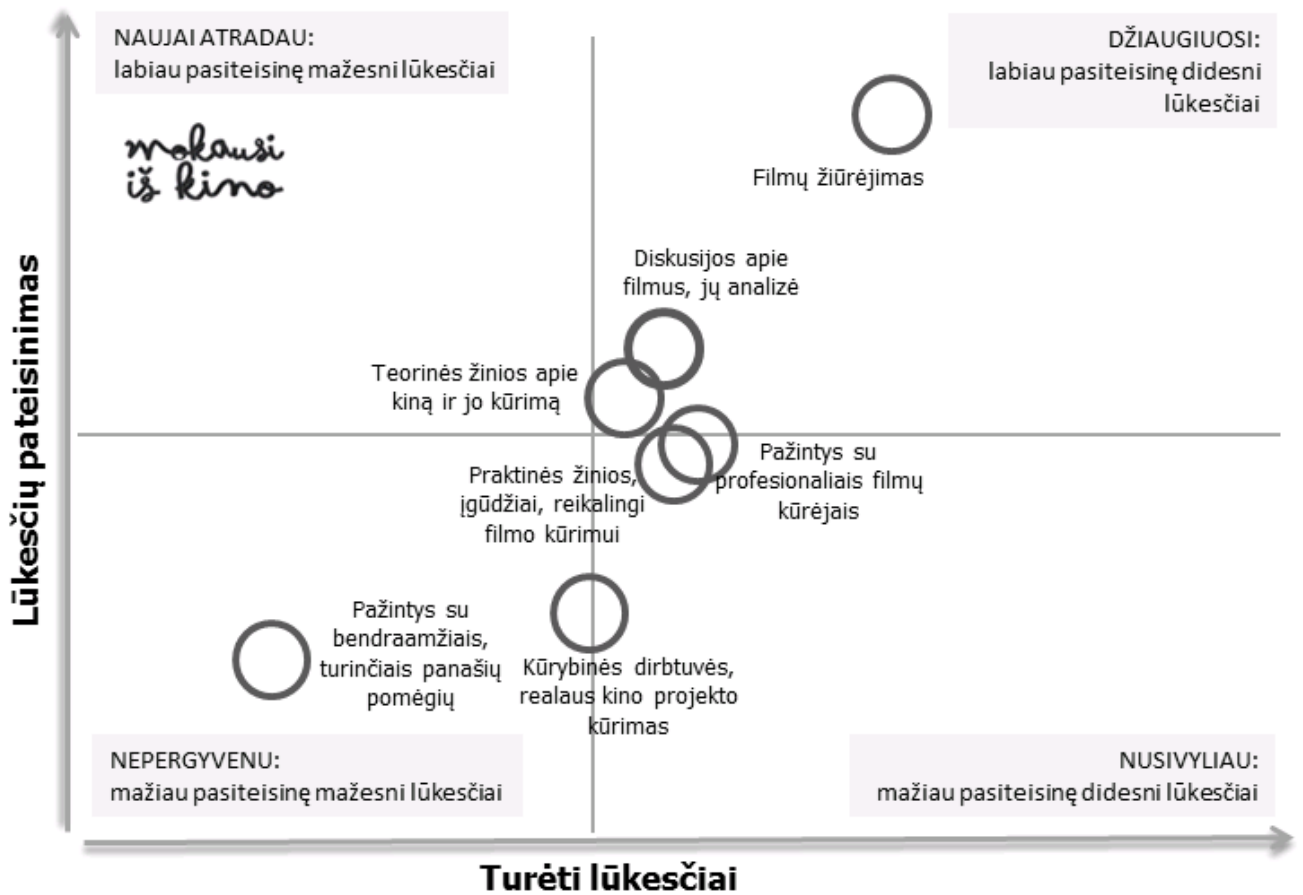 NAUJAI ATRADAU:
labiau pasiteisinę mažesni lūkesčiai
DŽIAUGIUOSI:
labiau pasiteisinę didesni
lūkesčiai
mokausi
iš kino
Filmų žiūrėjimas
Diskusijos apie
filmus, jų analizė
Teorinės žinios apie
kiną ir jo kūrimą
Pažintys su
profesionaliais filmų
kūrėjais
Praktinės žinios,
įgūdžiai, reikalingi
filmo kūrimui
Pažintys su
bendraamžiais,
turinčiais panašių
pomėgių
Kūrybinės dirbtuvės,
realaus kino projekto
kūrimas
NEPERGYVENU:
mažiau pasiteisinę mažesni lūkesčiai
NUSIVYLIAU:
mažiau pasiteisinę didesni lūkesčiai
Lūkesčių pateisinimas
Turėti lūkesčiai